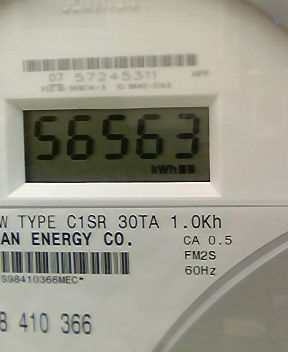 07 57245311
56563
kWh
W TYPE C1SR 30TA 1.0Kh
AN ENERGY CO. CA 0.5
FM2S
60Hz
S98410366MEC*
8 410 366